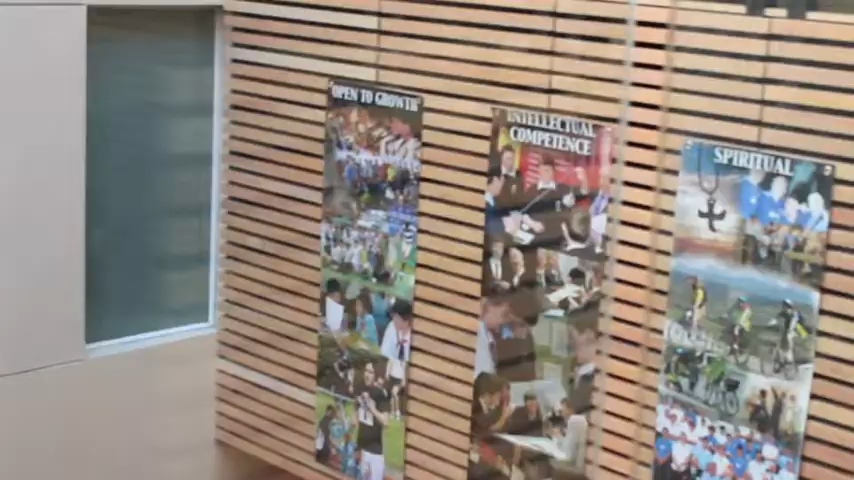 OPEN TO GROWTH
INTELLECTUAL
COMPETENCE
SPIRITUAL